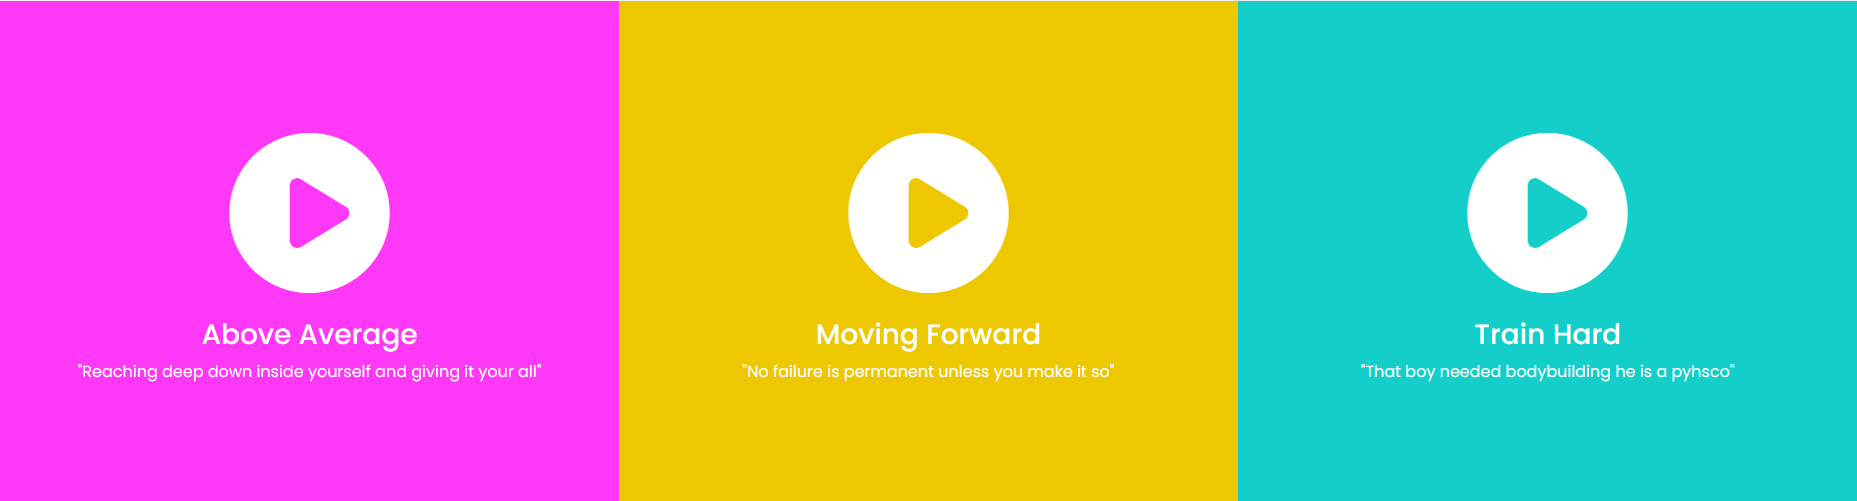 Above Average
"Reaching deep down inside yourself and giving it your all"
Moving Forward
"No failure is permanent unless you make it so"
Train Hard
"That boy needed bodybuilding he is a pyhsco"